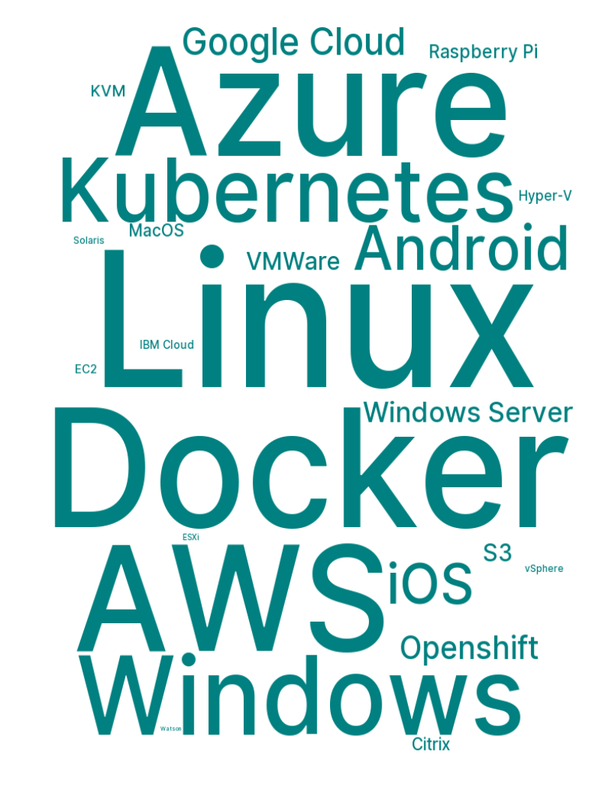 Google Cloud
Raspberry Pi
KVM
Azure
Kubernetes
Hyper-V
MacOS
Solaris
VMWare
Android
Linux
IBM Cloud
EC2
Windows Server
Docker
ESXi
AWS
iOS
S3
vSphere
Openshift
Windows
Watson
Citrix